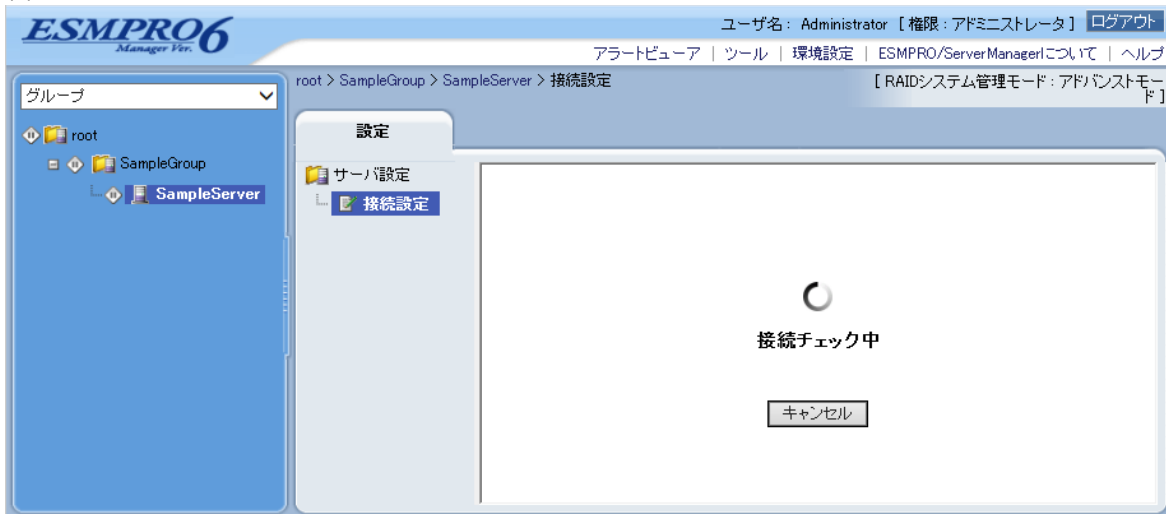 ESMPRO6
Manager Ver.
ユーザ名： Administrator [ 権限：アドミニストレータ ] ログアウト
アラートビューア | ツール | 環境設定 | ESMPRO/ServerManagerについて | ヘルプ
グループ
root
SampleGroup
SampleServer
root > SampleGroup > SampleServer > 接続設定
[ RAIDシステム管理モード：アドバンストモー
ド ]
設定
サーバ設定
接続設定
接続チェック中
キャンセル